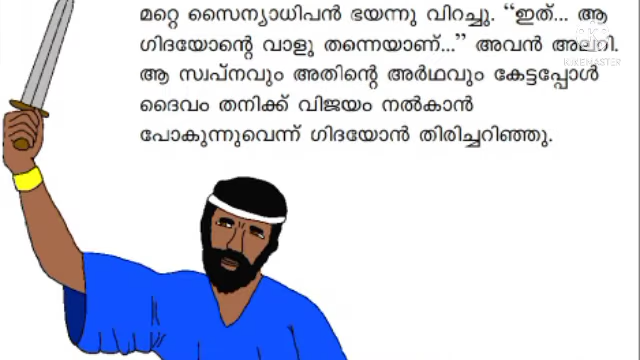 മറ്റെ സൈന്യാധിപൻ ഭയന്നു വിറച്ചു. “ഇത്... ആ
ഗിദയോന്റെ വാളു തന്നെയാണ്...” അവൻ അലറി.
ആ സ്വപ്നവും അതിന്റെ അർഥവും കേട്ടപ്പോൾ
ദൈവം തനിക്ക് വിജയം നൽകാൻ
പോകുന്നുവെന്ന് ഗിദയോൻ തിരിച്ചറിഞ്ഞു.
KINEMASTER